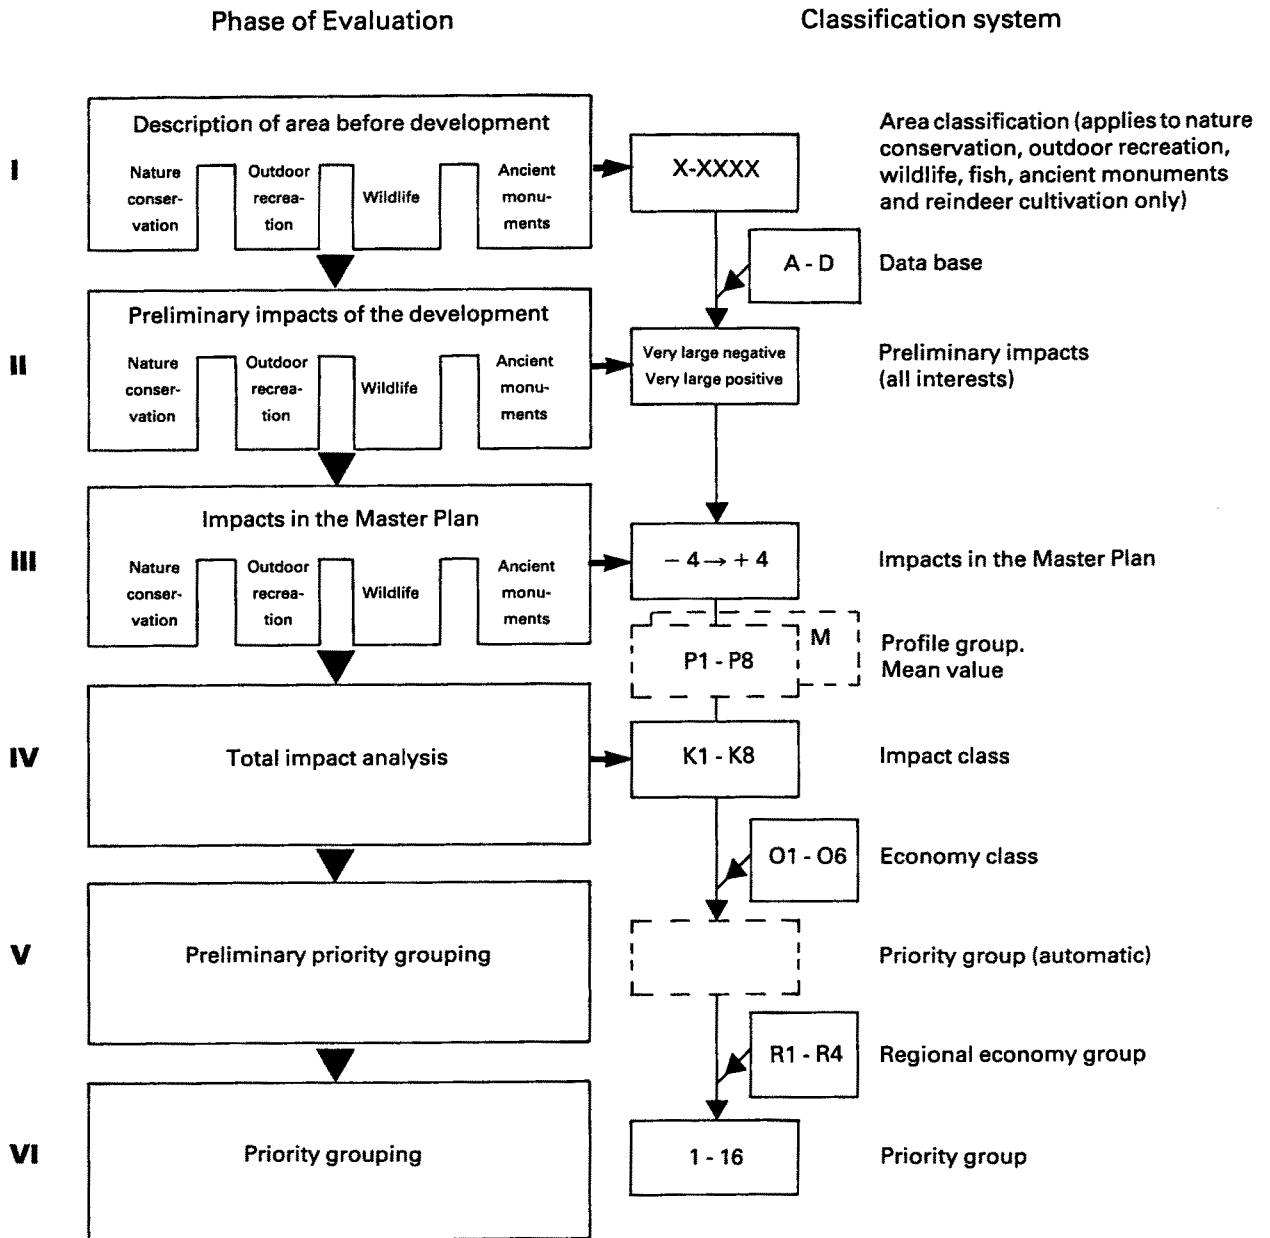 Phase of Evaluation
Classification system
I
Description of area before development
Nature
conser-
vation
Outdoor
recrea-
tion
Wildlife
Ancient
monu-
ments
X-XXXX
Area classification (applies to nature
conservation, outdoor recreation,
wildlife, fish, ancient monuments
and reindeer cultivation only)
A - D
Data base
II
Preliminary impacts of the development
Nature
conser-
vation
Outdoor
recrea-
tion
Wildlife
Ancient
monu-
ments
Very large negative
Very large positive
Preliminary impacts
(all interests)
III
Impacts in the Master Plan
Nature
conser-
vation
Outdoor
recrea-
tion
Wildlife
Ancient
monu-
ments
- 4 → + 4
Impacts in the Master Plan
M
P1 - P8
Profile group.
Mean value
IV
Total impact analysis
K1 - K8
Impact class
O1 - O6
Economy class
V
Preliminary priority grouping
Priority group (automatic)
R1 - R4
Regional economy group
VI
Priority grouping
1 - 16
Priority group